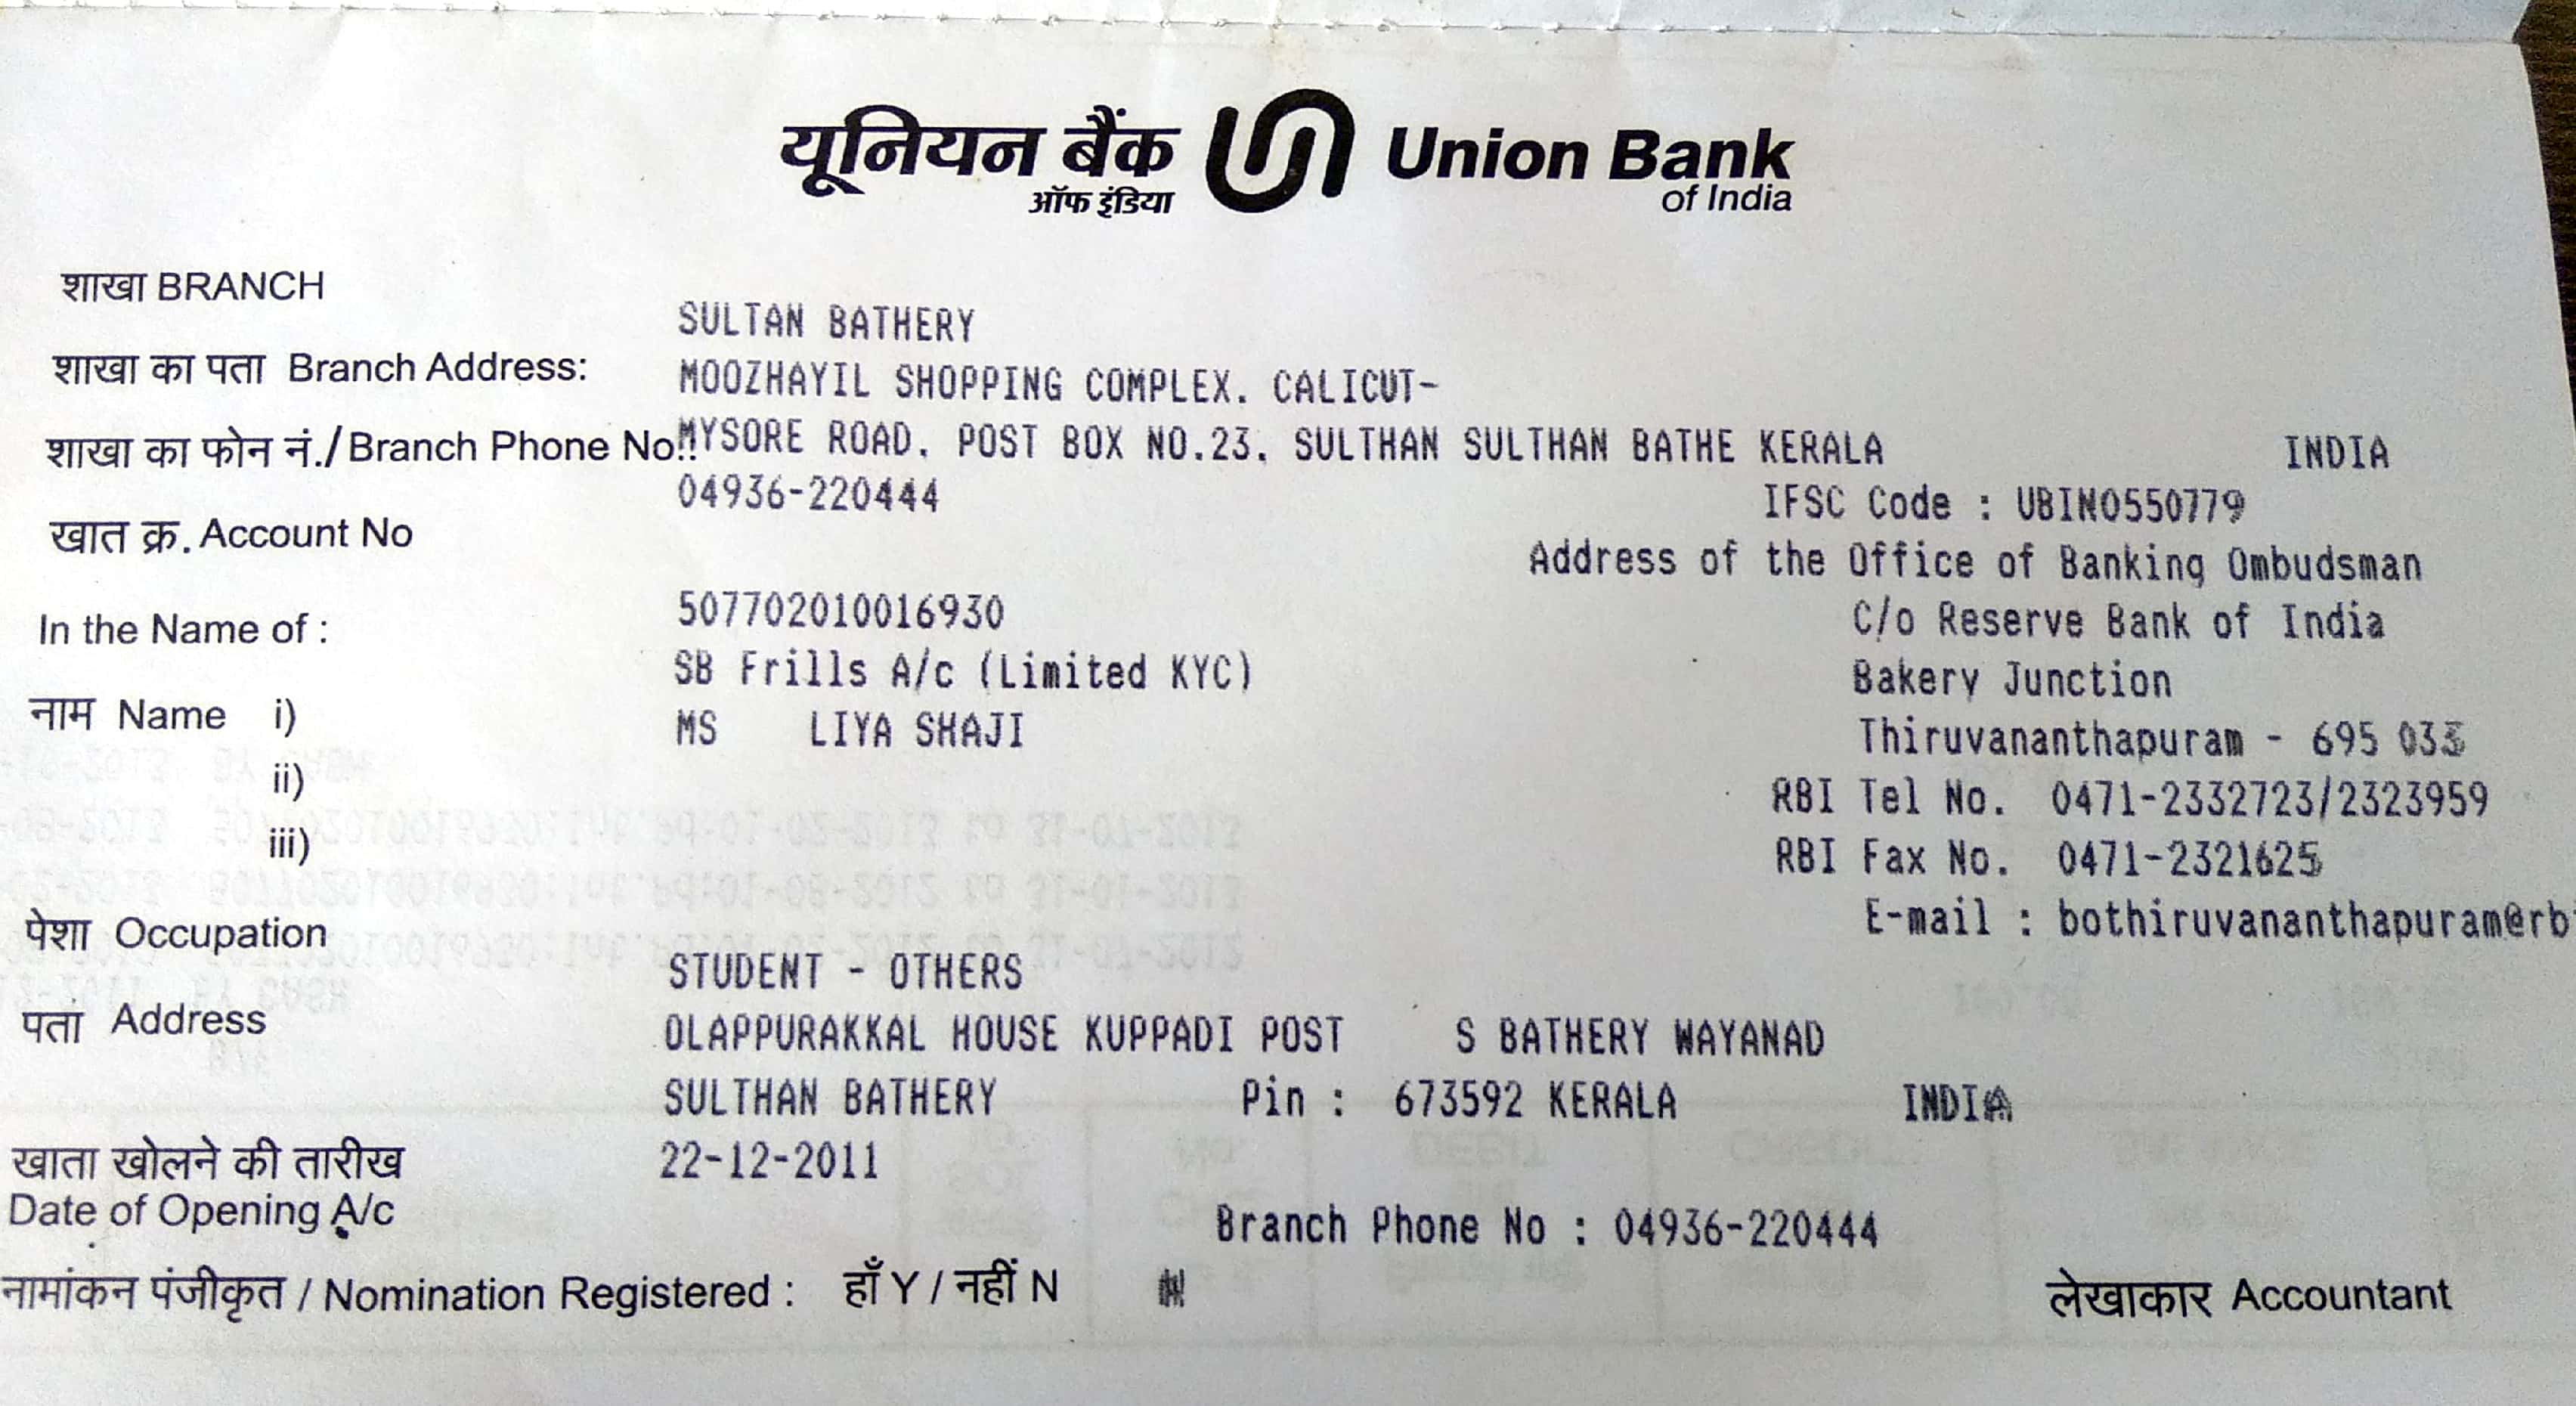 यूनियन बैंक Union Bank
ऑफ इंडिया of India
शाखा BRANCH
SULTAN BATHERY
शाखा का पता Branch Address:
MOOZHAYIL SHOPPING COMPLEX. CALICUT-
शाखा का फोन नं./ Branch Phone No.: MYSORE ROAD. POST BOX NO.23. SULTHAN SULTHAN BATHE KERALA INDIA
04936-220444
IFSC Code : UBIN0550779
खात क्र. Account No
Address of the Office of Banking Ombudsman
507702010016930
C/o Reserve Bank of India
In the Name of :
SB Frills A/c (Limited KYC)
Bakery Junction
नाम Name i) MS LIYA SHAJI
Thiruvananthapuram - 695 033
ii)
RBI Tel No. 0471-2332723/2323959
iii)
RBI Fax No. 0471-2321625
E-mail : bothiruvananthapuram@rb
पेशा Occupation
STUDENT - OTHERS
पता Address
OLAPPURAKKAL HOUSE KUPPADI POST S BATHERY WAYANAD
SULTHAN BATHERY Pin : 673592 KERALA INDIA
खाता खोलने की तारीख 22-12-2011
Date of Opening A/c
Branch Phone No : 04936-220444
नामांकन पंजीकृत / Nomination Registered : हाँ Y / नहीं N N
लेखाकार Accountant